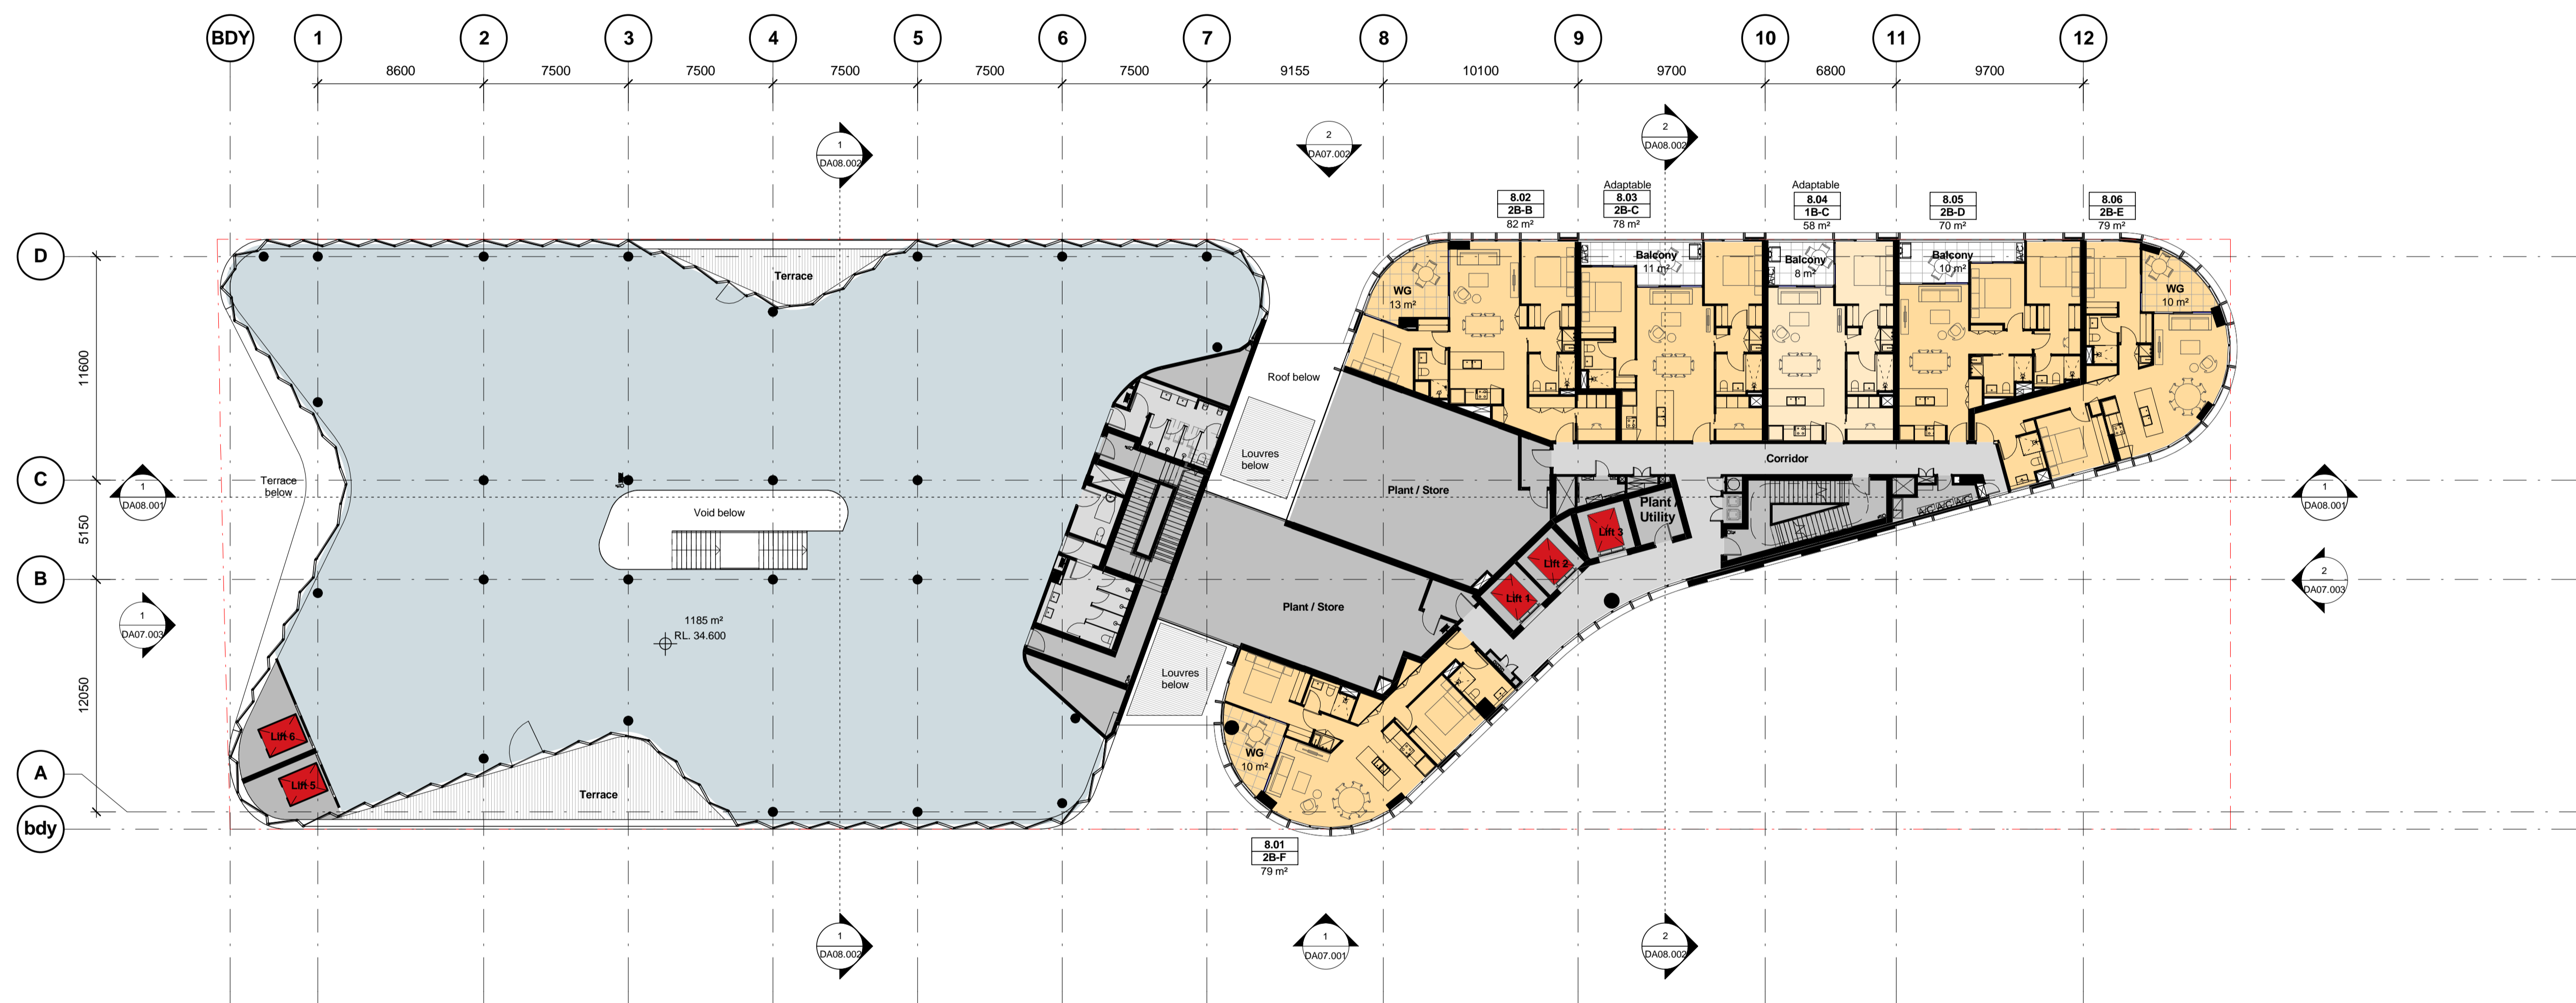 BDY 1 2 3 4 5 6 7 8 9 10 11 12
8600 7500 7500 7500 7500 7500 9155 10100 9700 6800 9700
1
DA08.002
2
DA07.002
2
DA08.002
8.02
2B-B
82 m²
Adaptable
8.03
2B-C
78 m²
Adaptable
8.04
1B-C
58 m²
8.05
2B-D
70 m²
8.06
2B-E
79 m²
D
C
B
A
bdy
11600
5150
12050
Terrace
WG
13 m²
Balcony
11 m²
Balcony
8 m²
Balcony
10 m²
WG
10 m²
Roof below
Louvres
below
Terrace
below
1
DA08.001
Void below
Plant / Store
Corridor
Plant /
Utility
1
DA08.001
Lift 3
Lift 2
Lift 1
A/C A/C A/C A/C
2
DA07.003
1
DA07.003
1185 m²
RL. 34.600
Plant / Store
Louvres
below
Lift 6
Lift 5
Terrace
WG
10 m²
8.01
2B-F
79 m²
1
DA08.002
1
DA07.001
2
DA08.002